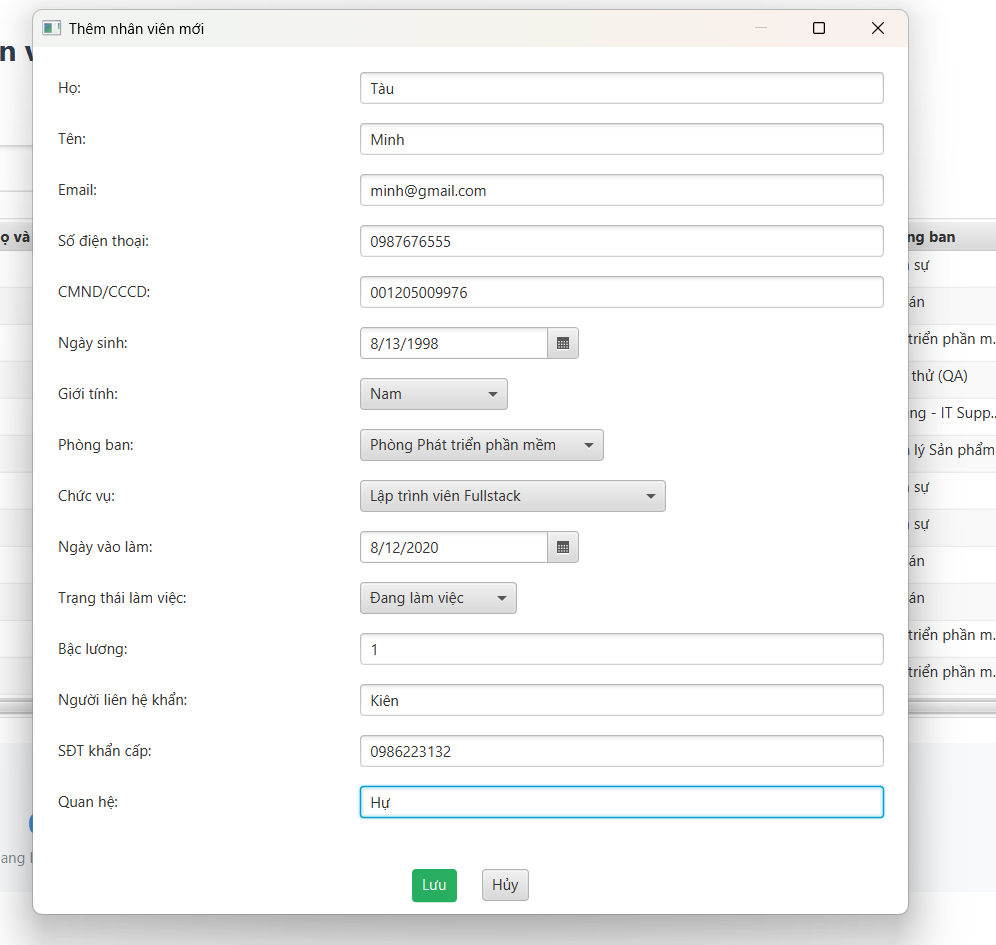 Thêm nhân viên mới
Họ: Tàu
Tên: Minh
Email: minh@gmail.com
ọ và
Số điện thoại: 0987676555
ng ban
sự
CMND/CCCD: 001205009976
án
Ngày sinh: 8/13/1998
triển phần m.
thử (QA)
Giới tính: Nam
ng - IT Supp..
Phòng ban: Phòng Phát triển phần mềm
lý Sản phẩm
Chức vụ: Lập trình viên Fullstack
sự
sự
Ngày vào làm: 8/12/2020
án
Trạng thái làm việc: Đang làm việc
án
triển phần m.
Bậc lương: 1
triển phần m.
Người liên hệ khẩn: Kiên
SĐT khẩn cấp: 0986223132
Quan hệ: Hự
ang
Lưu Hủy